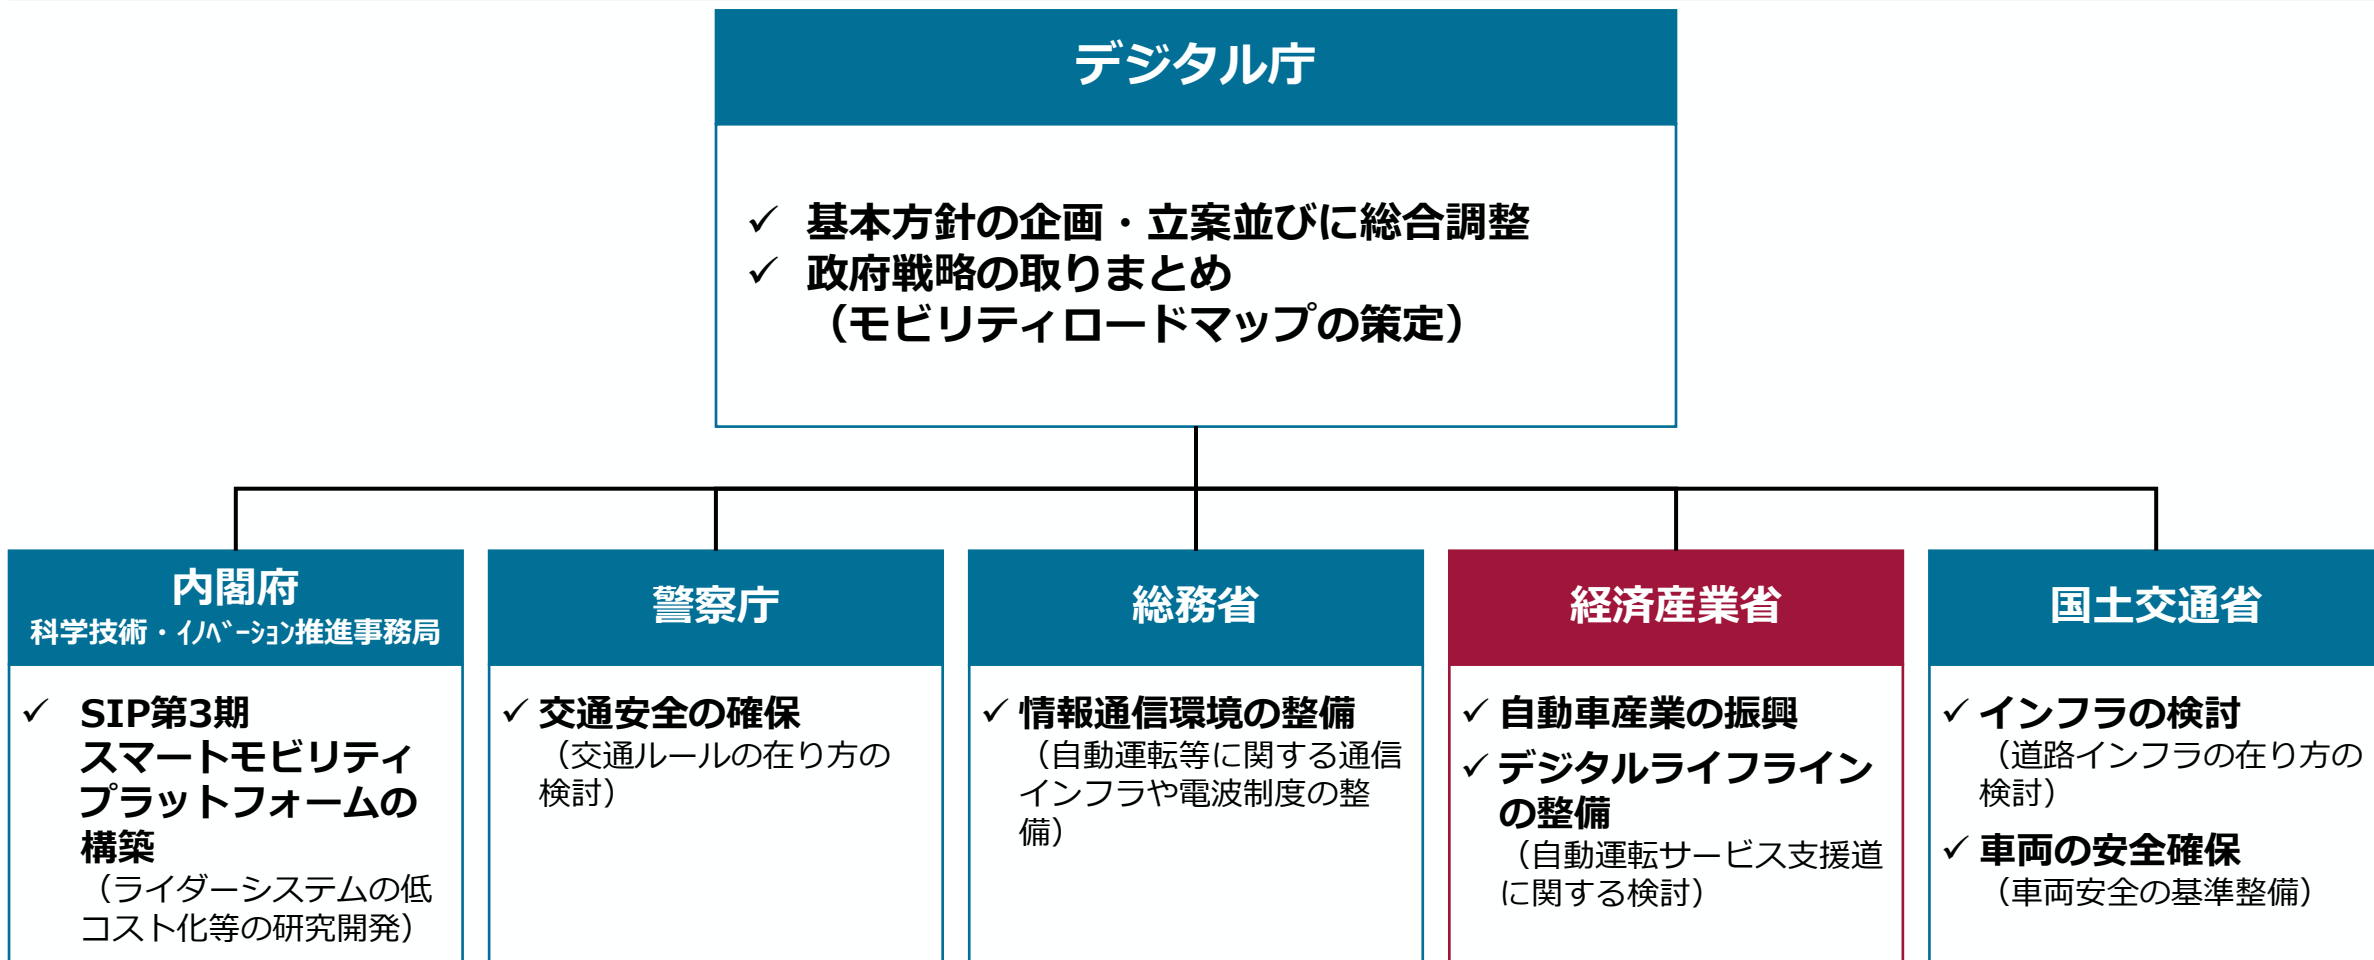 デジタル庁
✓ 基本方針の企画・立案並びに総合調整
✓ 政府戦略の取りまとめ
（モビリティロードマップの策定）
内閣府
科学技術・ｲﾉﾍﾞｰｼｮﾝ推進事務局
✓ SIP第3期
スマートモビリティ
プラットフォームの
構築
（ライダーシステムの低
コスト化等の研究開発）
警察庁
✓ 交通安全の確保
（交通ルールの在り方の
検討）
総務省
✓ 情報通信環境の整備
（自動運転等に関する通信
インフラや電波制度の整
備）
経済産業省
✓ 自動車産業の振興
✓ デジタルライフライン
の整備
（自動運転サービス支援道
に関する検討）
国土交通省
✓ インフラの検討
（道路インフラの在り方の
検討）
✓ 車両の安全確保
（車両安全の基準整備）